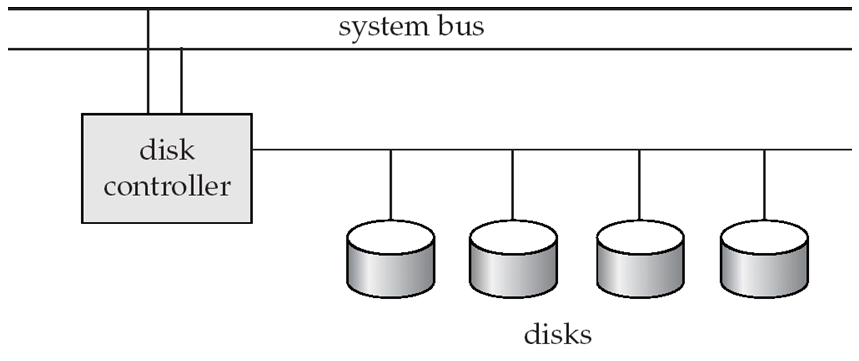 system bus
disk
controller
disks